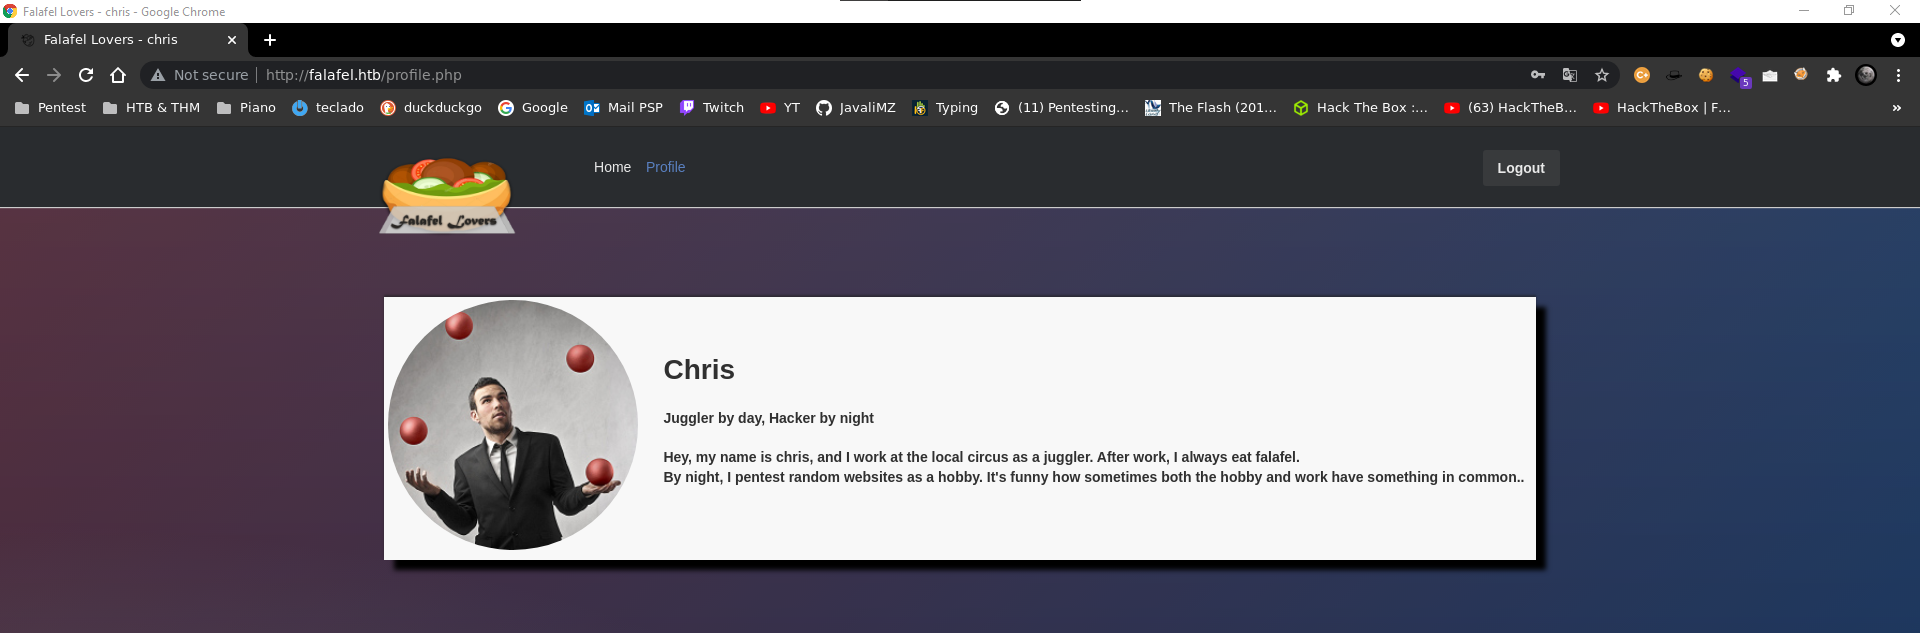 Falafel Lovers - chris - Google Chrome
Falafel Lovers - chris
Not secure http://falafel.htb/profile.php
5
Pentest HTB & THM Piano teclado duckduckgo Google Mail PSP Twitch YT JavaliMZ Typing (11) Pentesting... The Flash (201... Hack The Box :... (63) HackTheB... HackTheBox | F... »
Home Profile Logout
Falafel Lovers
Chris
Juggler by day, Hacker by night
Hey, my name is chris, and I work at the local circus as a juggler. After work, I always eat falafel.
By night, I pentest random websites as a hobby. It's funny how sometimes both the hobby and work have something in common..